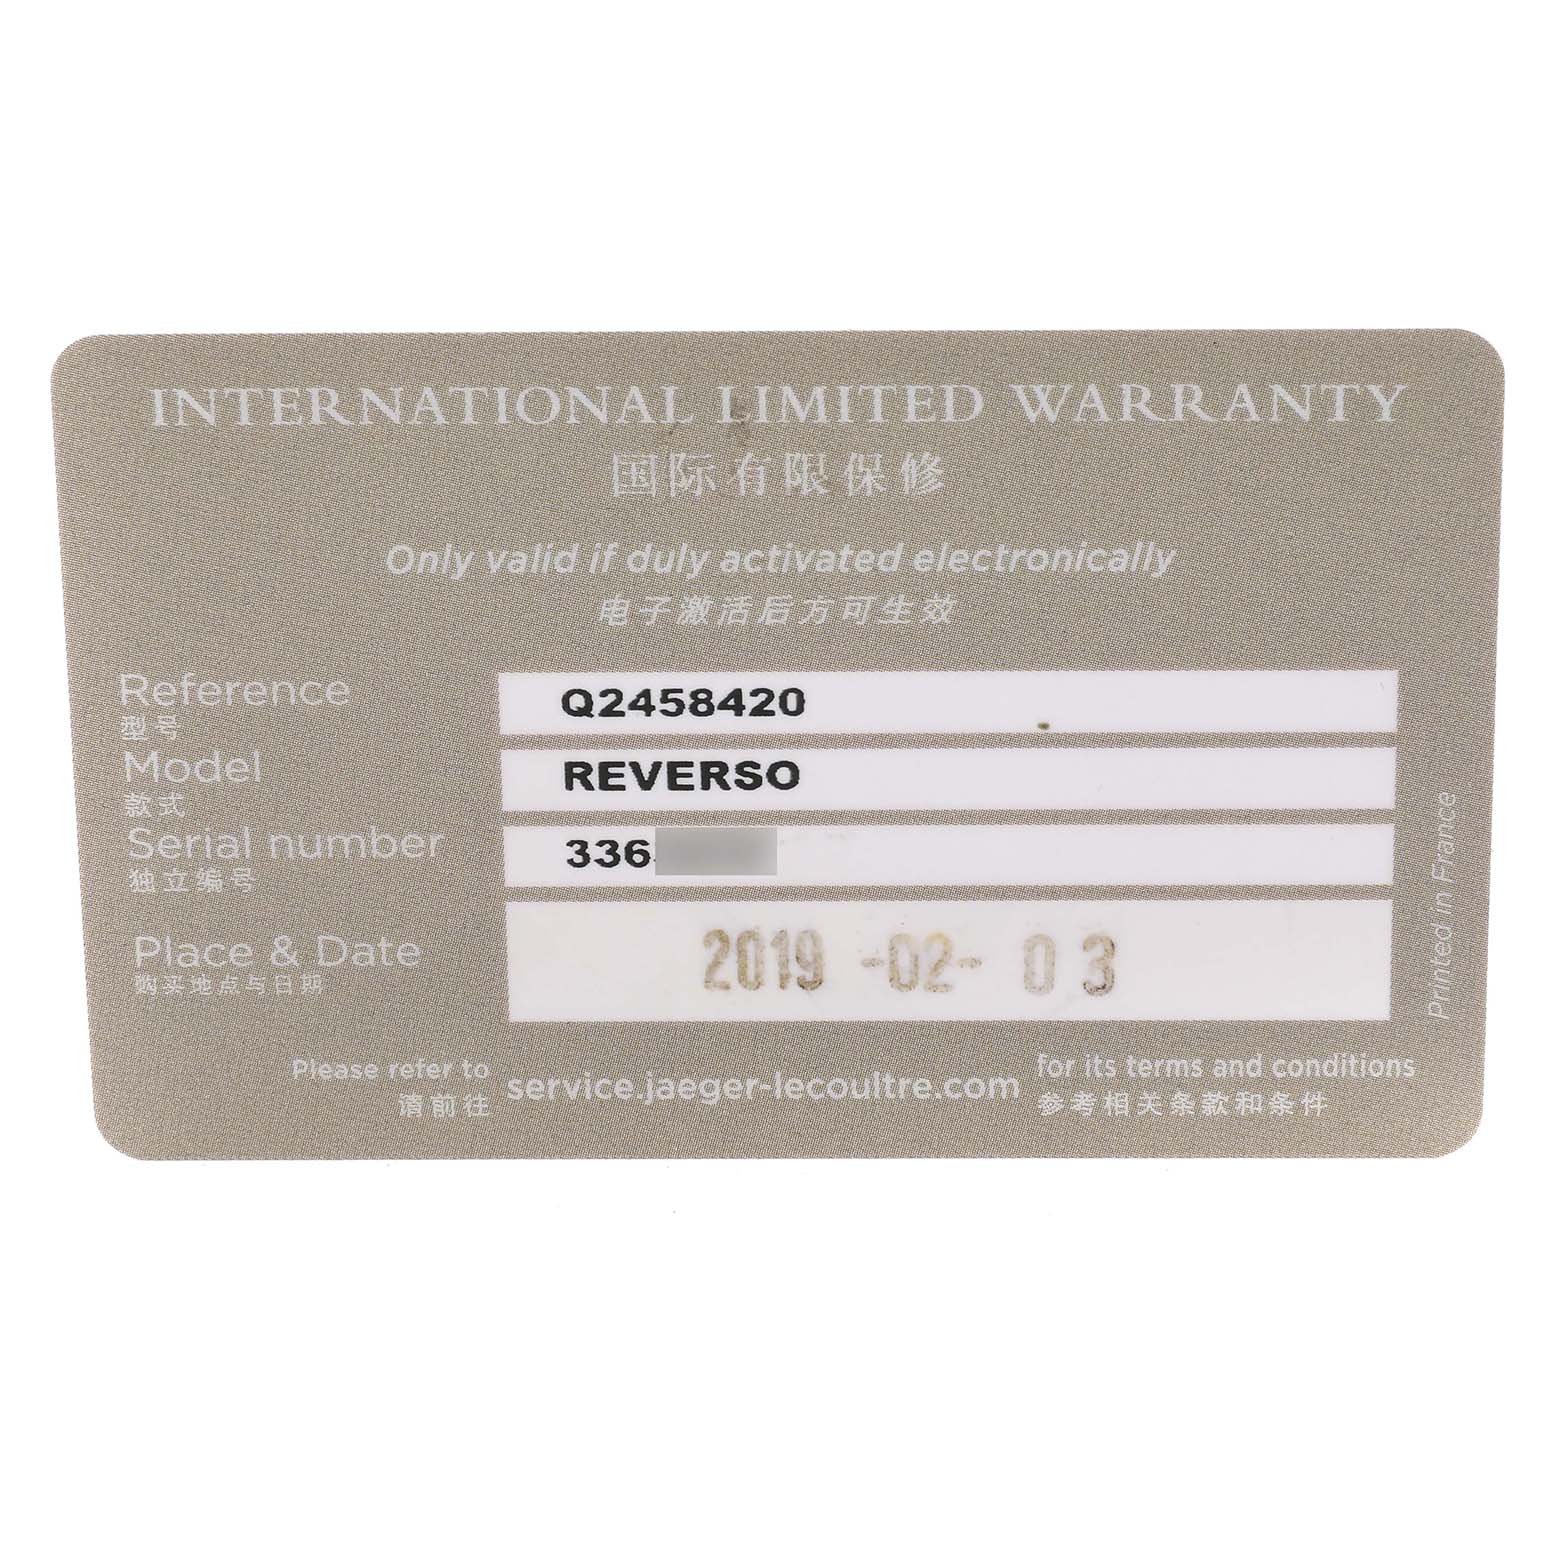 INTERNATIONAL LIMITED WARRANTY
国际有限保修
Only valid if duly activated electronically
电子激活后方可生效
Reference Q2458420
型号
Model REVERSO
款式
Serial number 336
独立编号
Place & Date 2019 -02- 03
购买地点与日期
Printed in France
Please refer to service.jaeger-lecoultre.com for its terms and conditions
请前往 参考相关条款和条件